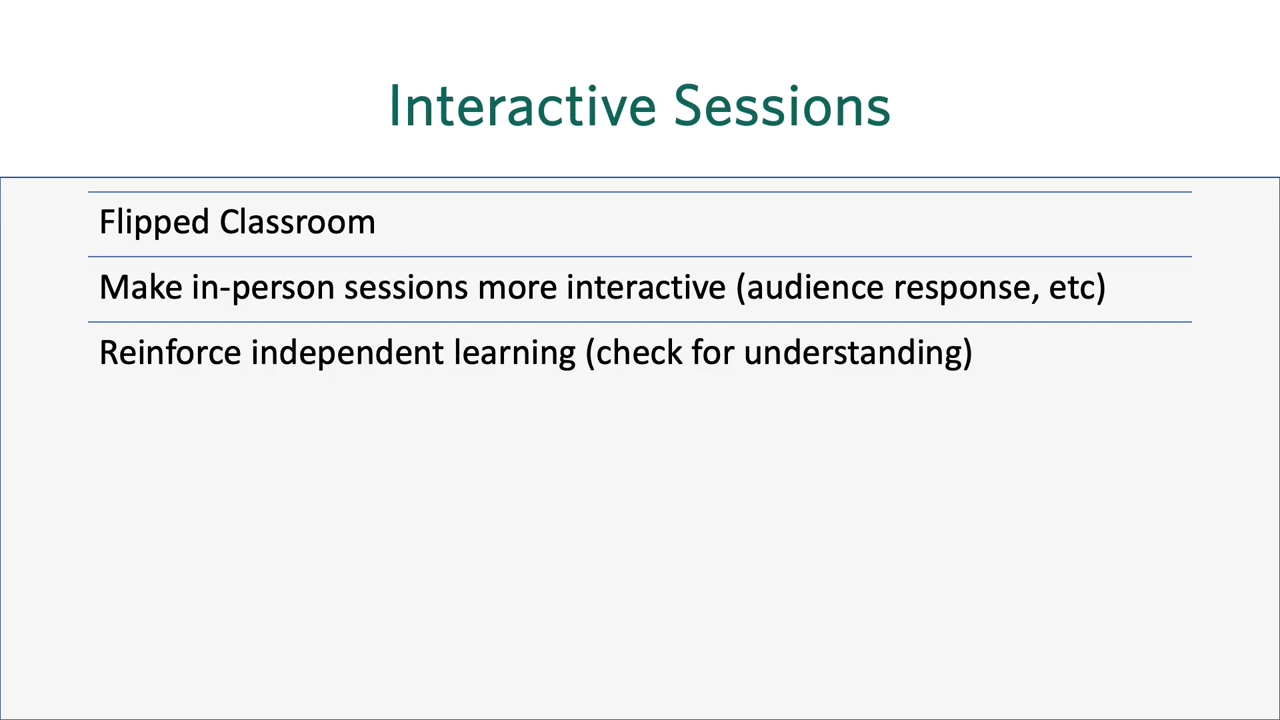 Interactive Sessions
Flipped Classroom
Make in-person sessions more interactive (audience response, etc)
Reinforce independent learning (check for understanding)